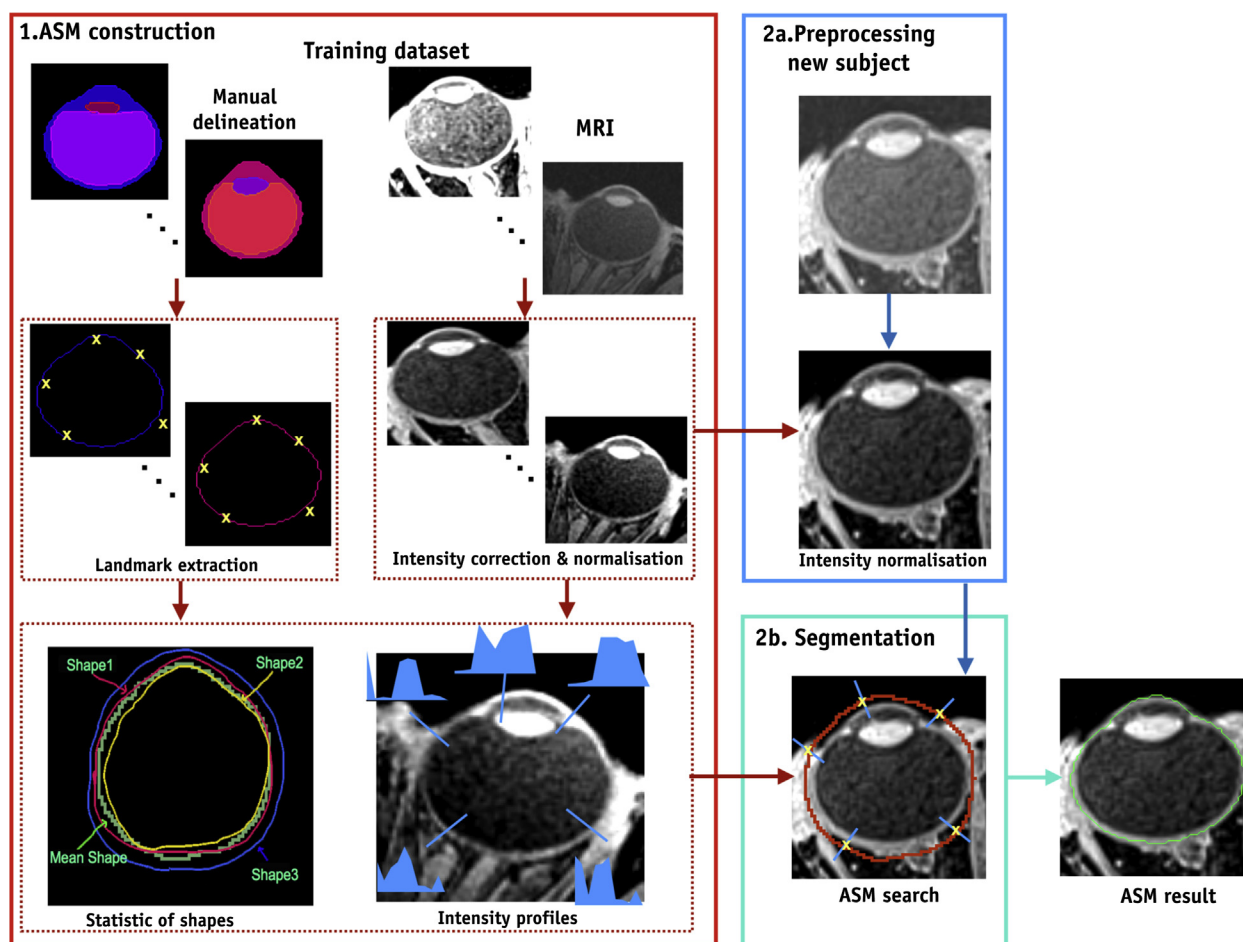 1.ASM construction
Training dataset
Manual
delineation
MRI
x
x
x
x
x
x
x
x
x
x
Landmark extraction
Intensity correction & normalisation
Shape1
Shape2
Mean Shape
Shape3
Statistic of shapes
Intensity profiles
2a.Preprocessing
new subject
Intensity normalisation
2b. Segmentation
x
x
x
x
x
ASM search
ASM result